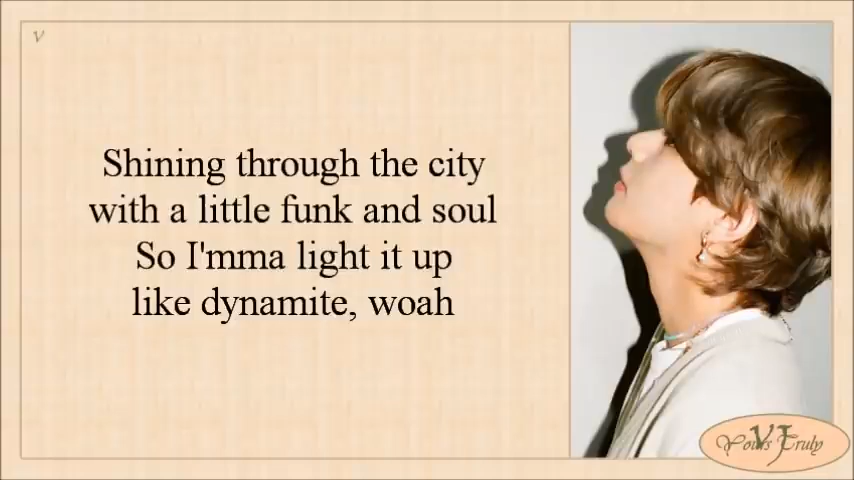 V
Shining through the city
with a little funk and soul
So I'mma light it up
like dynamite, woah
Yours Truly
VJ